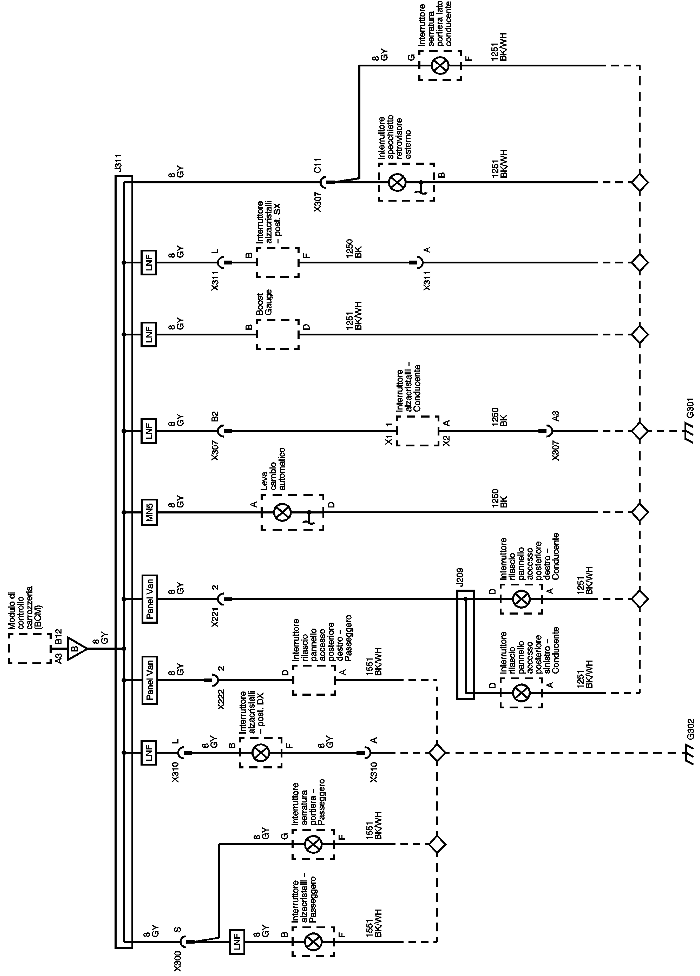 Modulo di
controllo
carrozzeria
(BCM)
A3
B12
B
8
GY
J311
8
GY
X300
S
LNF
8
GY
B
Interruttore
alzacristalli –
Passeggero
F
1551
BK/WH
8
GY
G
Interruttore
serratura
portiera –
Passeggero
F
1551
BK/WH
LNF
X310
L
8
GY
B
Interruttore
alzacristalli
– post. DX
F
8
GY
X310
A
G302
Panel Van
8
GY
X222
2
D
Interruttore
rilascio
pannello
accesso
posteriore
destro –
Passeggero
A
1551
BK/WH
Panel Van
8
GY
X221
2
J209
D
Interruttore
rilascio
pannello
accesso
posteriore
sinistro –
Conducente
A
1251
BK/WH
D
Interruttore
rilascio
pannello
accesso
posteriore
destro –
Conducente
A
1251
BK/WH
MN5
8
GY
A
Leva
cambio
automatico
D
1250
BK
LNF
8
GY
X307
B2
X1
1
Interruttore
alzacristalli –
Conducente
X2
A
1250
BK
X307
A3
G301
LNF
8
GY
B
Boost
Gauge
D
1251
BK/WH
LNF
8
GY
X311
L
B
Interruttore
alzacristalli
– post. SX
F
1250
BK
X311
A
8
GY
X307
C11
Interruttore
specchietto
retrovisore
esterno
B
1251
BK/WH
8
GY
G
Interruttore
serratura
portiera lato
conducente
F
1251
BK/WH